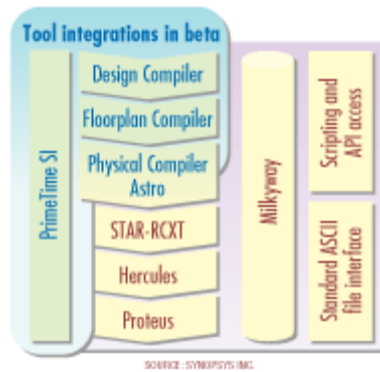 Tool integrations in beta
PrimeTime SI
Design Compiler
Floorplan Compiler
Physical Compiler
Astro
STAR-RCXT
Hercules
Proteus
Milkyway
Scripting and
API access
Standard ASCII
file interface
SOURCE: SYNOPSYS INC.